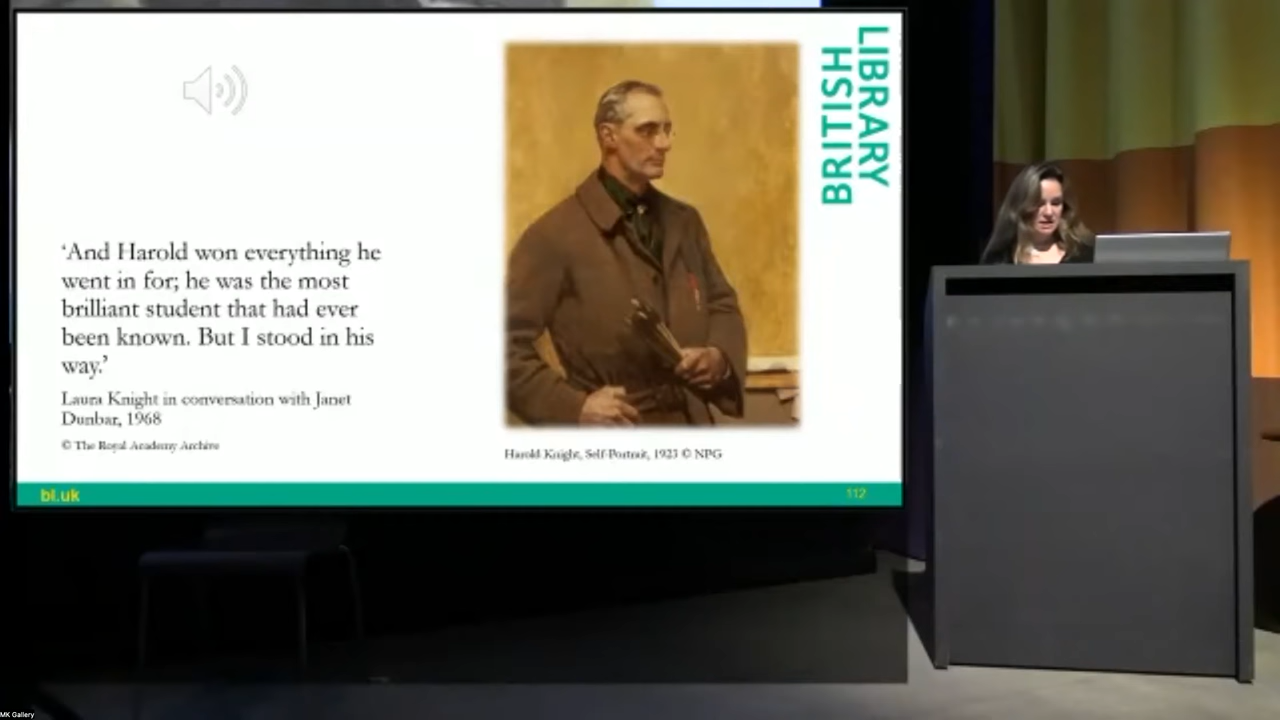 ‘And Harold won everything he
went in for; he was the most
brilliant student that had ever
been known. But I stood in his
way.’
Laura Knight in conversation with Janet
Dunbar, 1968
© The Royal Academy Archive
Harold Knight, Self-Portrait, 1923 © NPG
BRITISH
LIBRARY
bl.uk
112
MK Gallery